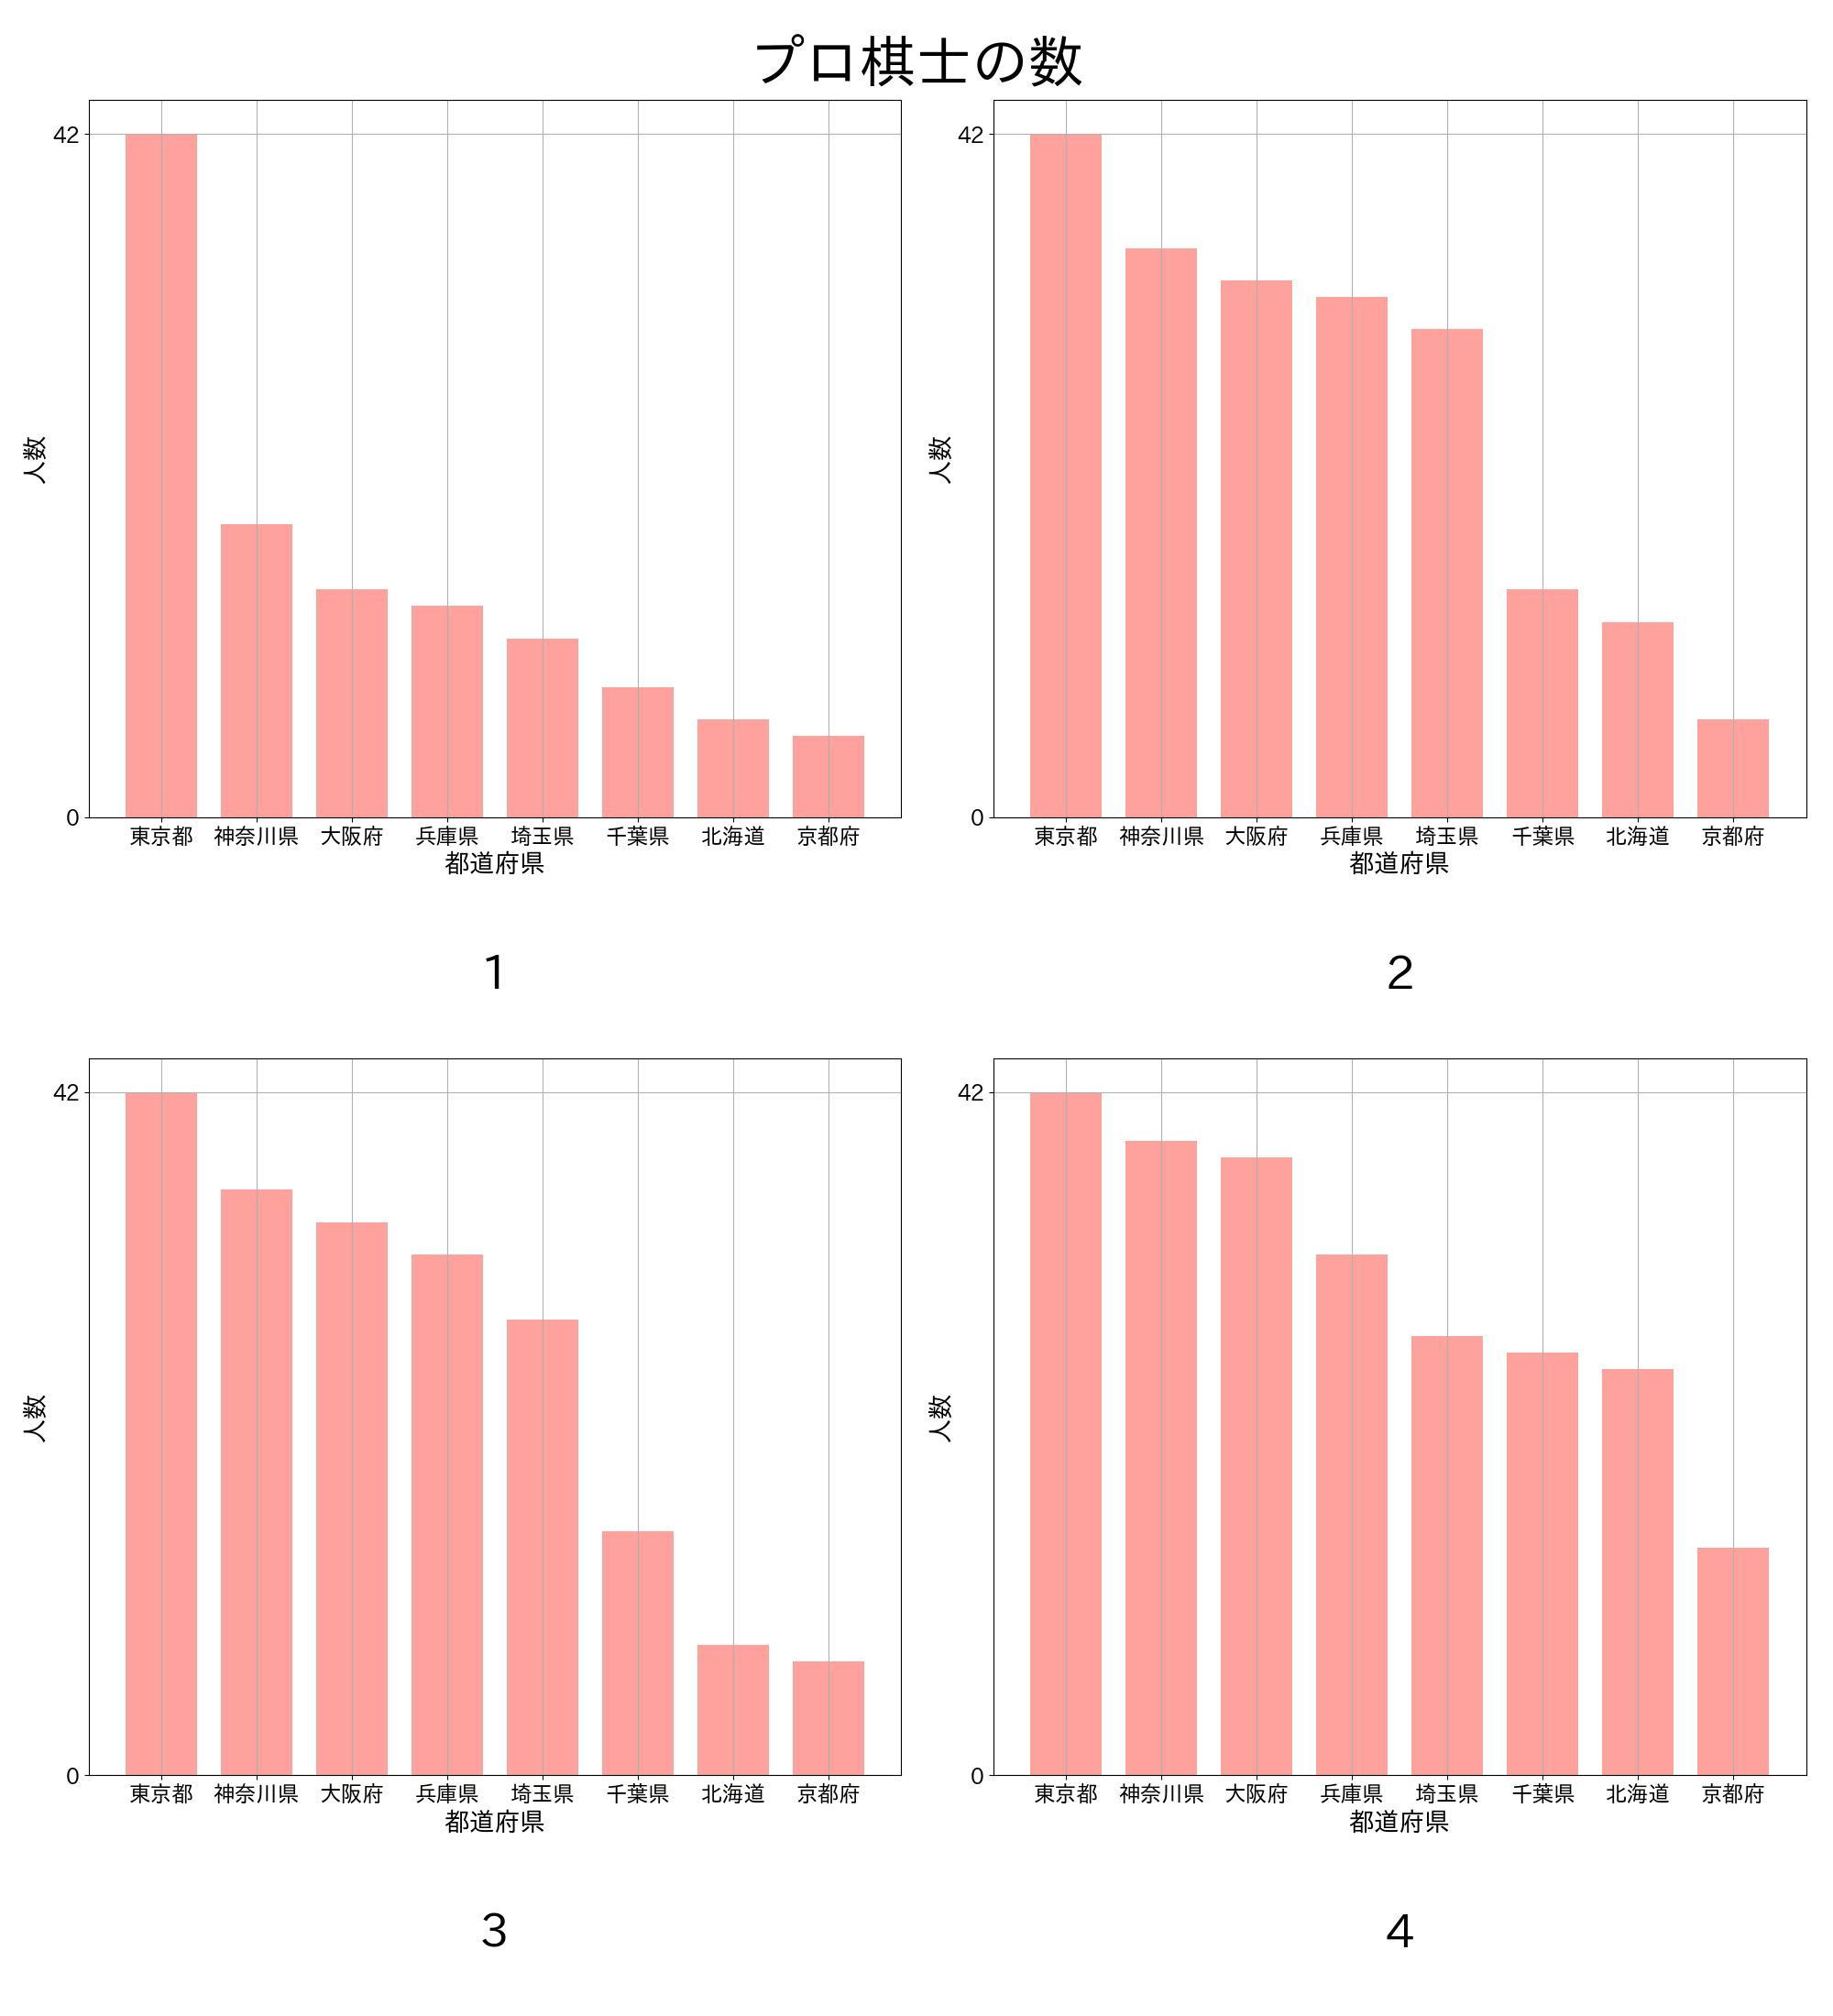 プロ棋士の数
42
0
人数
東京都 神奈川県 大阪府 兵庫県 埼玉県 千葉県 北海道 京都府
都道府県
1
42
0
人数
東京都 神奈川県 大阪府 兵庫県 埼玉県 千葉県 北海道 京都府
都道府県
2
42
0
人数
東京都 神奈川県 大阪府 兵庫県 埼玉県 千葉県 北海道 京都府
都道府県
3
42
0
人数
東京都 神奈川県 大阪府 兵庫県 埼玉県 千葉県 北海道 京都府
都道府県
4